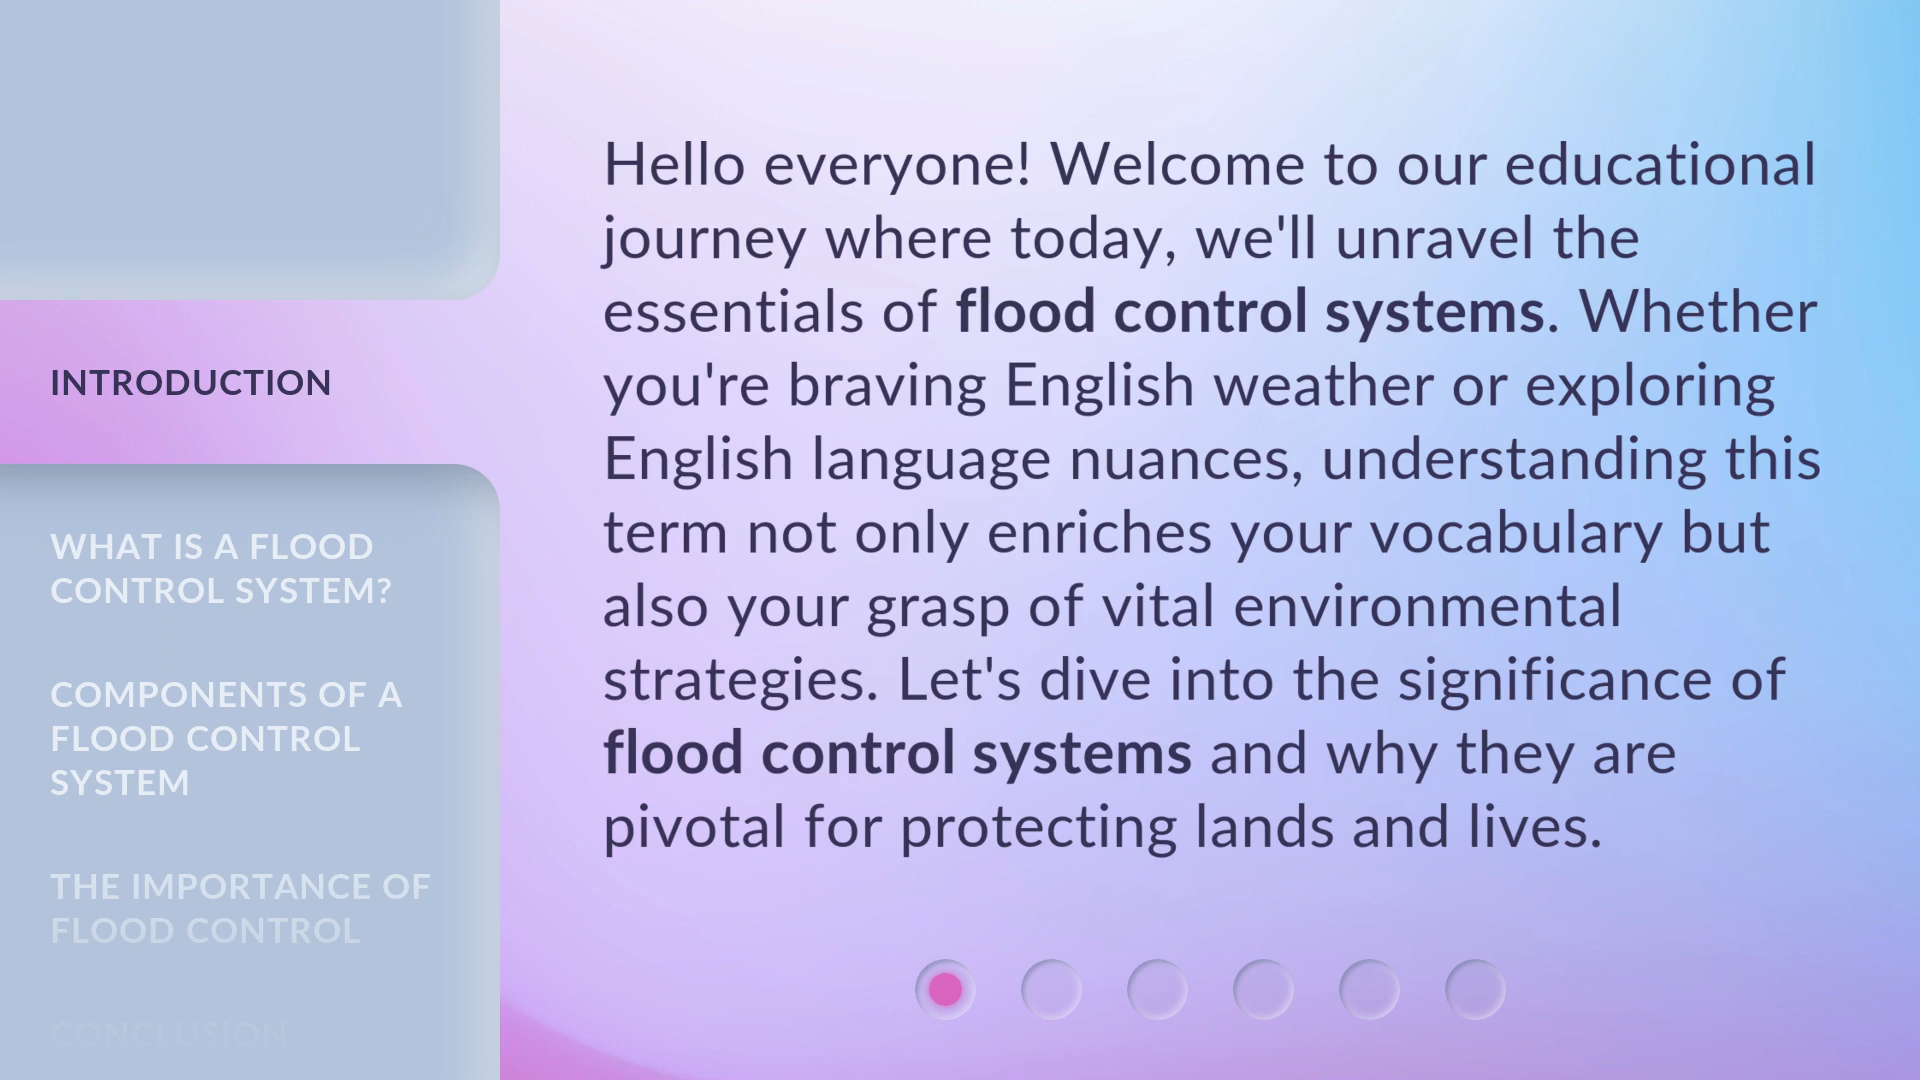 INTRODUCTION
WHAT IS A FLOOD
CONTROL SYSTEM?
COMPONENTS OF A
FLOOD CONTROL
SYSTEM
THE IMPORTANCE OF
FLOOD CONTROL
CONCLUSION
Hello everyone! Welcome to our educational
journey where today, we'll unravel the
essentials of flood control systems. Whether
you're braving English weather or exploring
English language nuances, understanding this
term not only enriches your vocabulary but
also your grasp of vital environmental
strategies. Let's dive into the significance of
flood control systems and why they are
pivotal for protecting lands and lives.